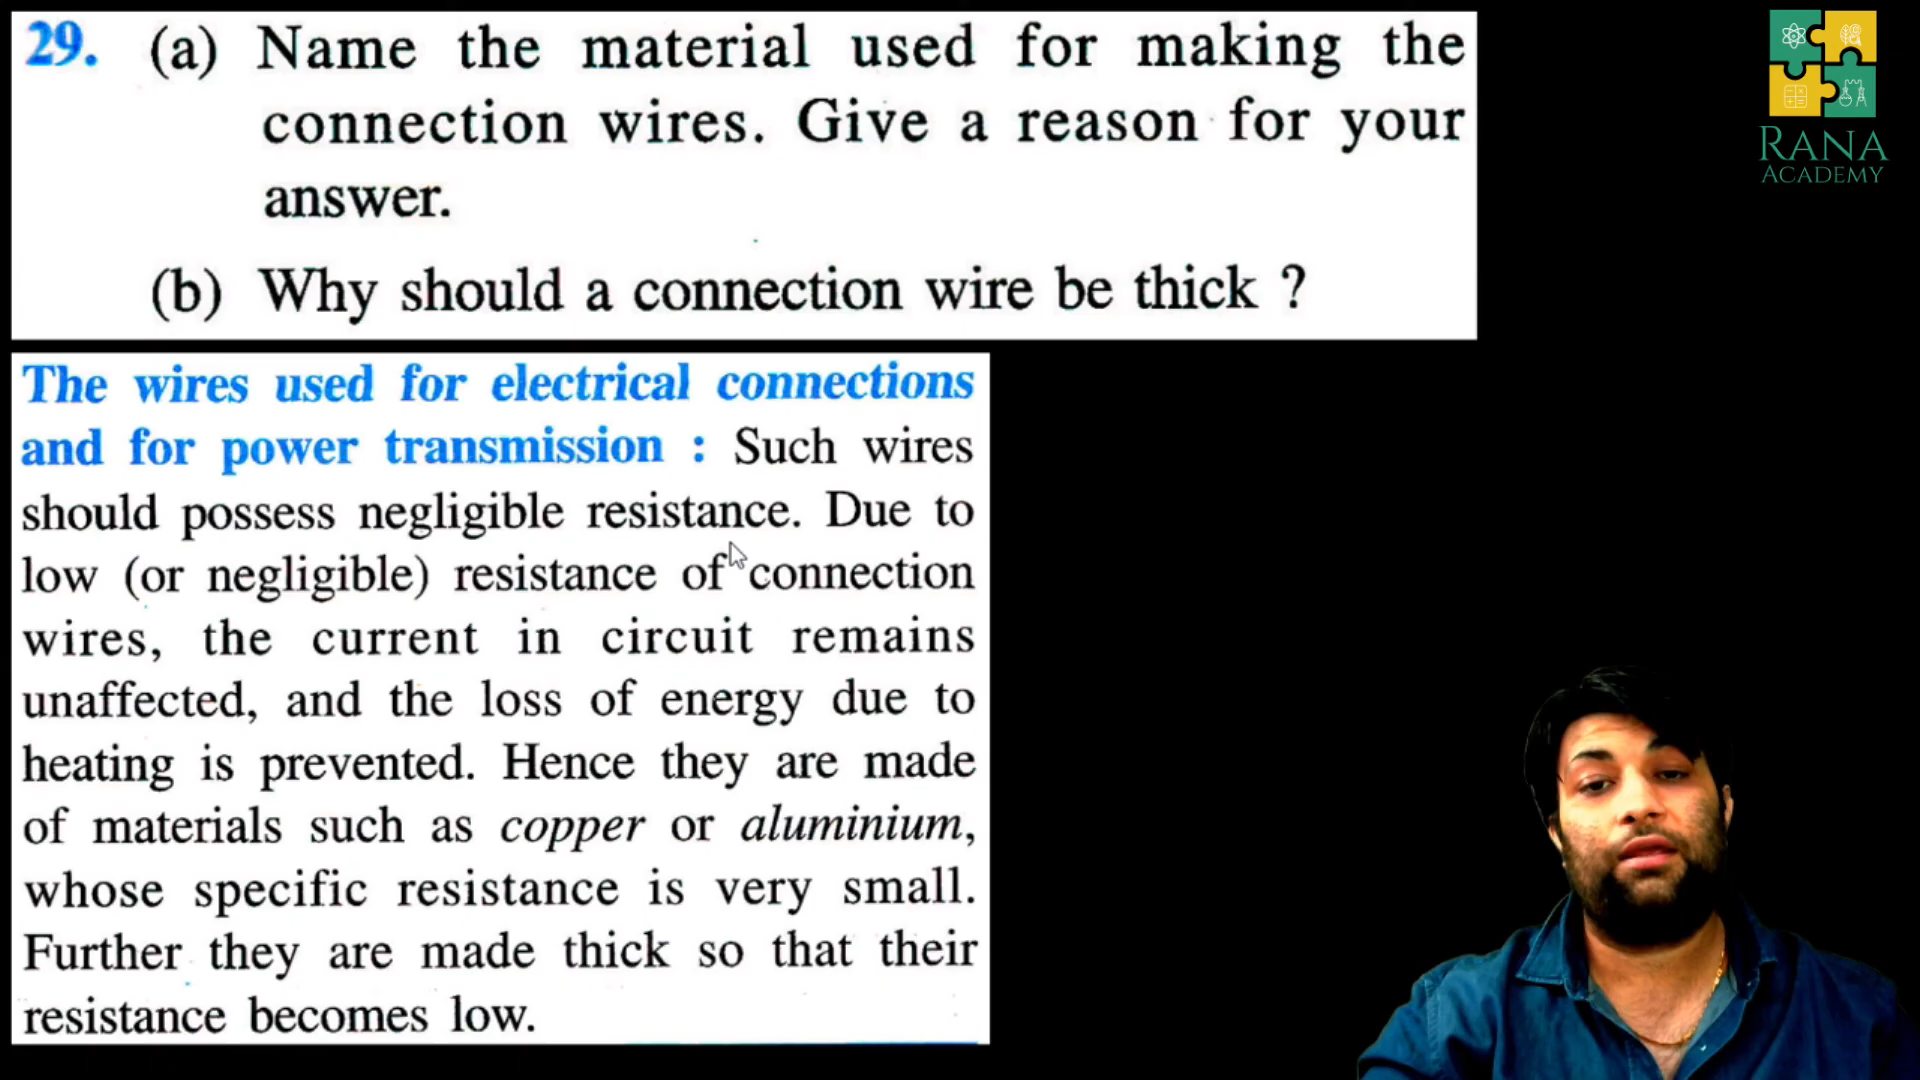 29. (a) Name the material used for making the
connection wires. Give a reason for your
answer.
(b) Why should a connection wire be thick ?
RANA
ACADEMY
The wires used for electrical connections
and for power transmission : Such wires
should possess negligible resistance. Due to
low (or negligible) resistance of connection
wires, the current in circuit remains
unaffected, and the loss of energy due to
heating is prevented. Hence they are made
of materials such as copper or aluminium,
whose specific resistance is very small.
Further they are made thick so that their
resistance becomes low.